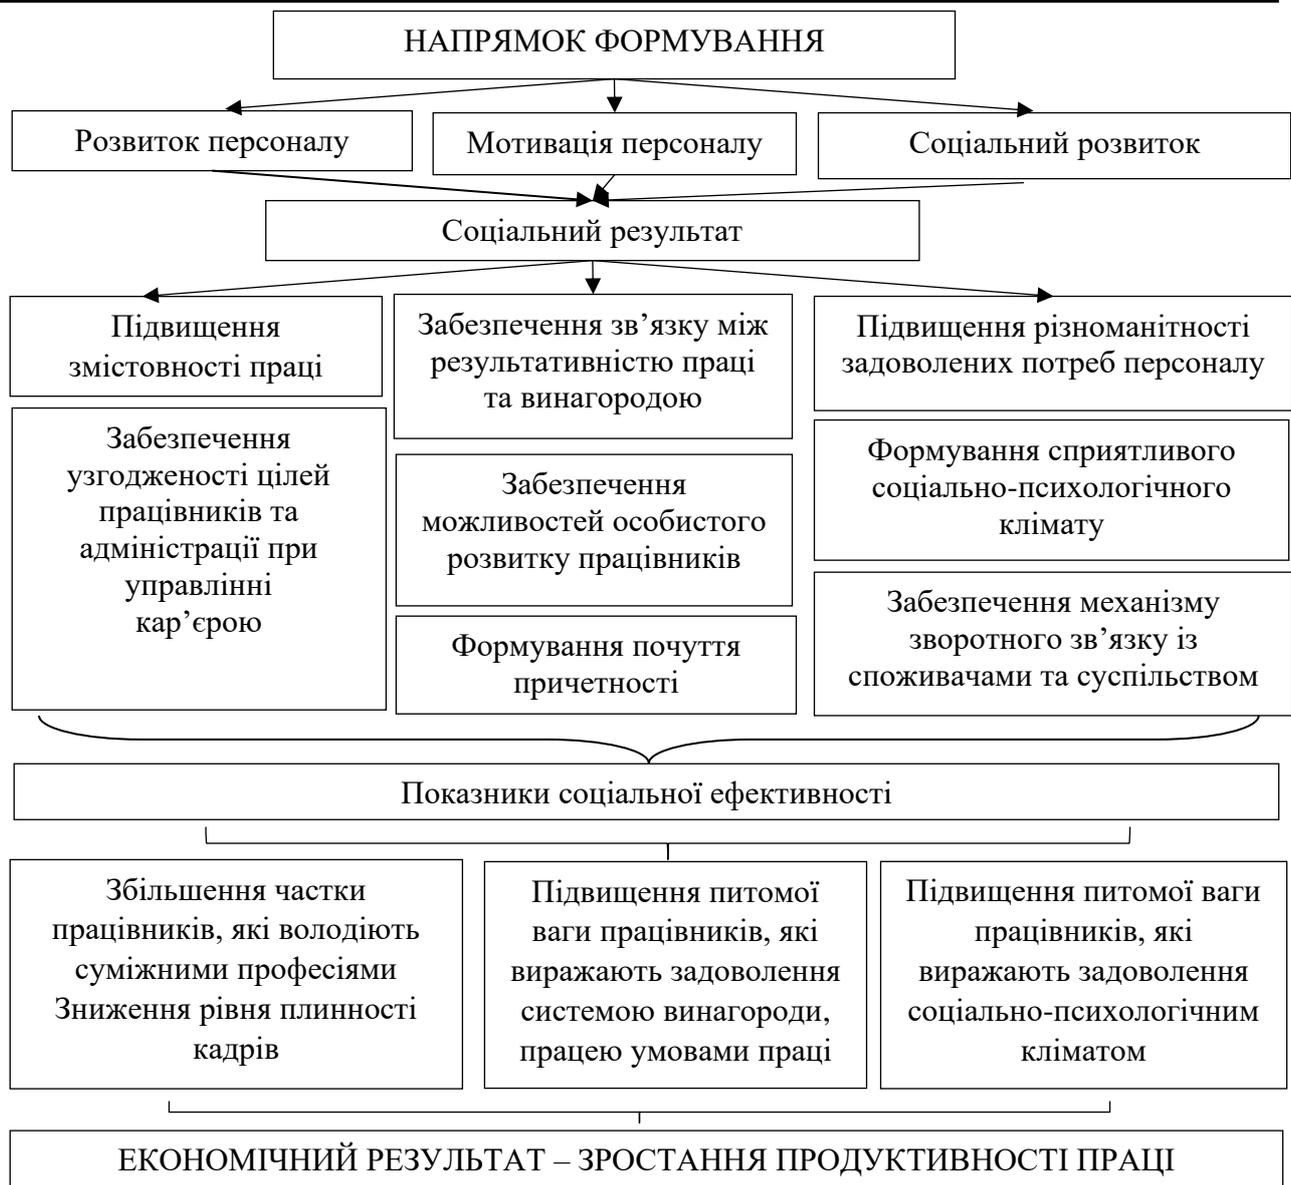 НАПРЯМОК ФОРМУВАННЯ
Розвиток персоналу
Мотивація персоналу
Соціальний розвиток
Соціальний результат
Підвищення
змістовності праці
Забезпечення
узгодженості цілей
працівників та
адміністрації при
управлінні
кар’єрою
Забезпечення зв’язку між
результативністю праці
та винагородою
Забезпечення
можливостей особистого
розвитку працівників
Формування почуття
причетності
Підвищення різноманітності
задоволених потреб персоналу
Формування сприятливого
соціально-психологічного
клімату
Забезпечення механізму
зворотного зв’язку із
споживачами та суспільством
Показники соціальної ефективності
Збільшення частки
працівників, які володіють
суміжними професіями
Зниження рівня плинності
кадрів
Підвищення питомої
ваги працівників, які
виражають задоволення
системою винагороди,
працею умовами праці
Підвищення питомої ваги
працівників, які
виражають задоволення
соціально-психологічним
кліматом
ЕКОНОМІЧНИЙ РЕЗУЛЬТАТ – ЗРОСТАННЯ ПРОДУКТИВНОСТІ ПРАЦІ